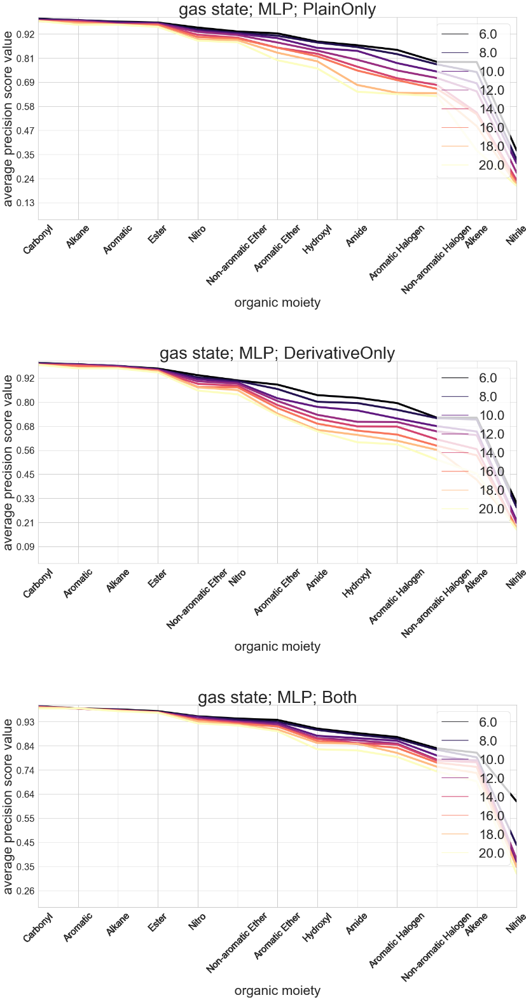 gas state; MLP; PlainOnly
average precision score value
0.92
0.81
0.69
0.58
0.47
0.35
0.24
0.13
6.0
8.0
10.0
12.0
14.0
16.0
18.0
20.0
Carbonyl
Alkane
Aromatic
Ester
Nitro
Non-aromatic Ether
Aromatic Ether
Hydroxyl
Amide
Aromatic Halogen
Non-aromatic Halogen
Alkene
Nitrile
organic moiety
gas state; MLP; DerivativeOnly
average precision score value
0.92
0.80
0.68
0.56
0.45
0.33
0.21
0.09
6.0
8.0
10.0
12.0
14.0
16.0
18.0
20.0
Carbonyl
Aromatic
Alkane
Ester
Non-aromatic Ether
Nitro
Aromatic Ether
Amide
Hydroxyl
Aromatic Halogen
Non-aromatic Halogen
Alkene
Nitrile
organic moiety
gas state; MLP; Both
average precision score value
0.93
0.84
0.74
0.64
0.55
0.45
0.35
0.26
6.0
8.0
10.0
12.0
14.0
16.0
18.0
20.0
Carbonyl
Aromatic
Alkane
Ester
Nitro
Non-aromatic Ether
Aromatic Ether
Hydroxyl
Amide
Aromatic Halogen
Non-aromatic Halogen
Alkene
Nitrile
organic moiety